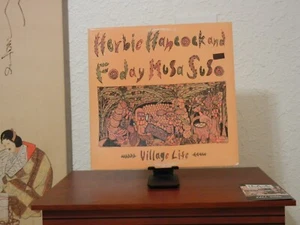 Herbie Hancock and
Foday Musa Suso
Village Life